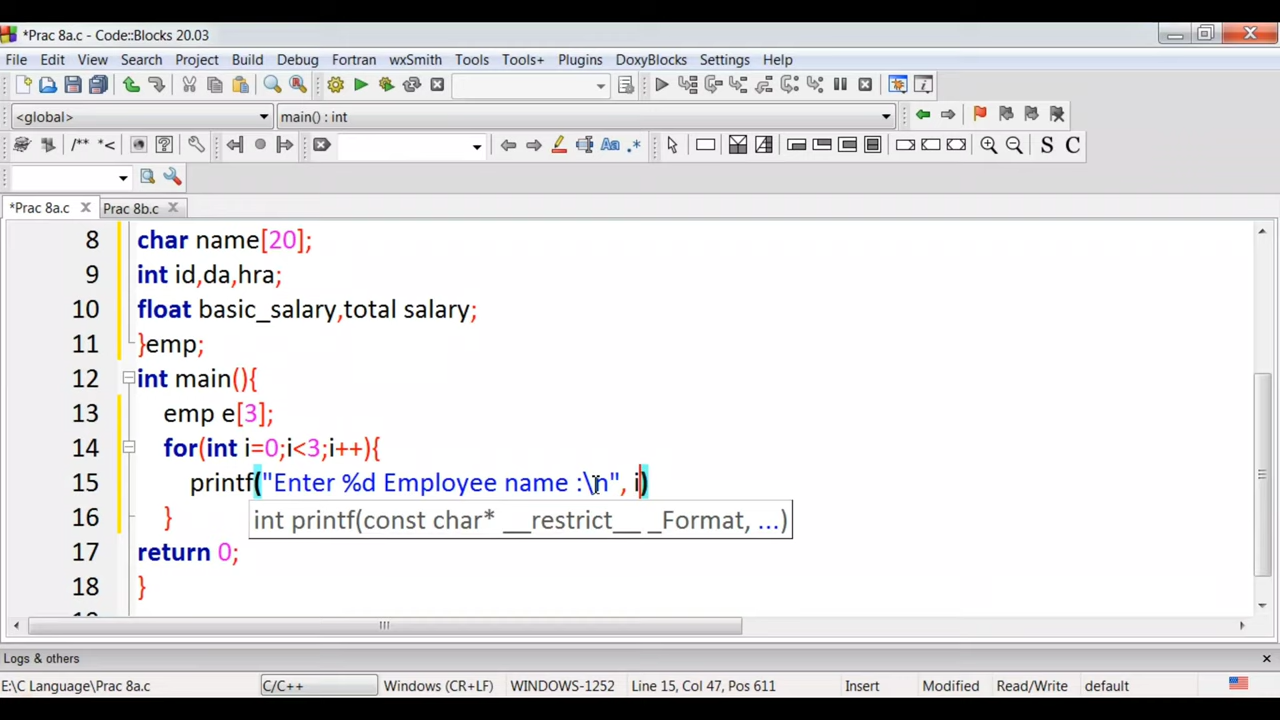 *Prac 8a.c - Code::Blocks 20.03
File Edit View Search Project Build Debug Fortran wxSmith Tools Tools+ Plugins DoxyBlocks Settings Help
<global> main() : int
/** *< Aa .* S C
*Prac 8a.c Prac 8b.c
8 char name[20];
9 int id,da,hra;
10 float basic_salary,total salary;
11 }emp;
12 int main(){
13 emp e[3];
14 for(int i=0;i<3;i++){
15 printf("Enter %d Employee name :\n", i)
int printf(const char* __restrict__ _Format, ...)
16 }
17 return 0;
18 }
Logs & others
E:\C Language\Prac 8a.c C/C++ Windows (CR+LF) WINDOWS-1252 Line 15, Col 47, Pos 611 Insert Modified Read/Write default